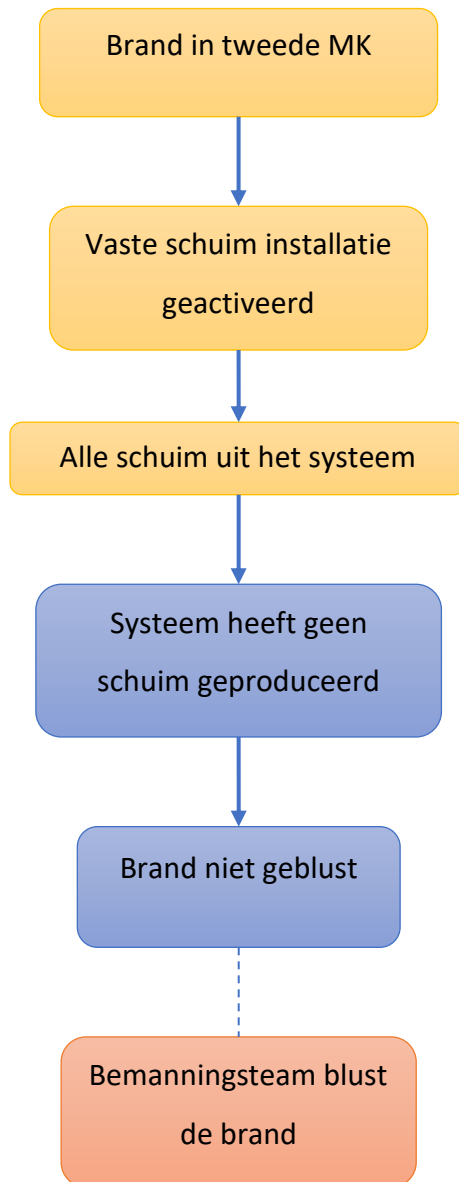 Brand in tweede MK
Vaste schuim installatie
geactiveerd
Alle schuim uit het systeem
Systeem heeft geen
schuim geproduceerd
Brand niet geblust
Bemanningsteam blust
de brand